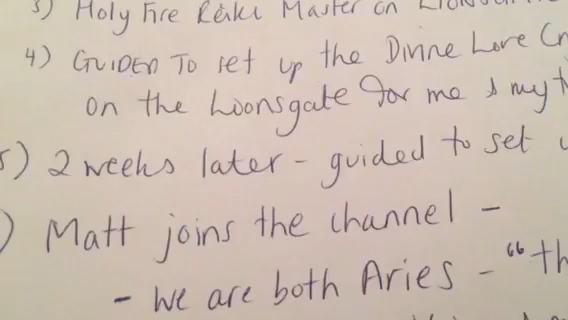 3) Holy Fire Reiki Master on
4) GUIDED TO set up the Divine Love
on the for me & my
5) 2 weeks later - guided to set
) Matt joins the channel -
- We are both Aries - "th